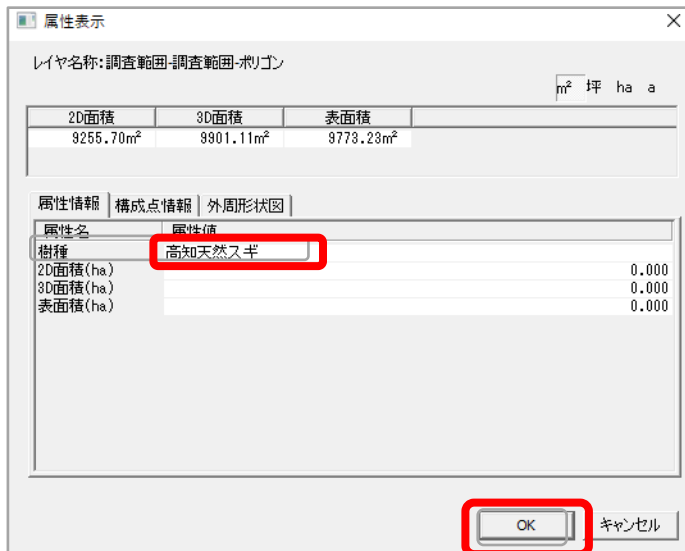 属性表示
レイヤ名称:調査範囲-調査範囲-ポリゴン
m² 坪 ha a
2D面積 3D面積 表面積
9255.70m² 9901.11m² 9773.23m²
属性情報 構成点情報 外周形状図
属性名 属性値
樹種 高知天然スギ
2D面積(ha) 0.000
3D面積(ha) 0.000
表面積(ha) 0.000
OK キャンセル